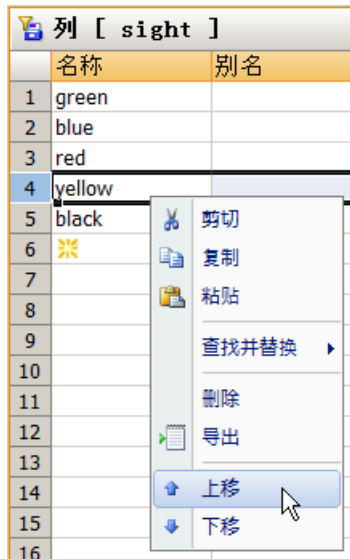 列 [ sight ]
名称 别名
1 green
2 blue
3 red
4 yellow
5 black
6
7
8
9
10
11
12
13
14
15
16
剪切
复制
粘贴
查找并替换
删除
导出
上移
下移